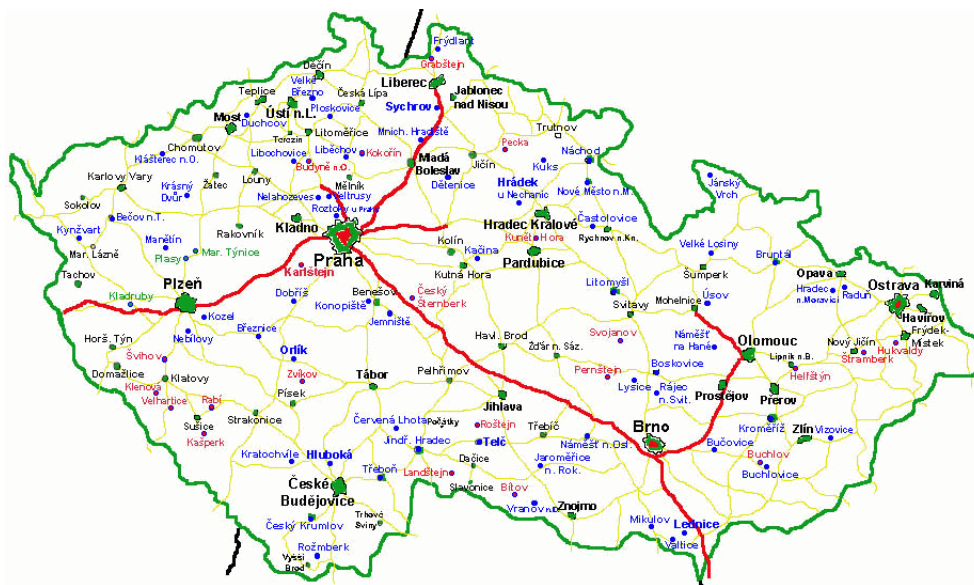 Frýdlant
Grabštejn
Děčín
Liberec
Jablonec
nad Nisou
Teplice
Velké
Březno
Česká Lípa
Ústí n.L.
Ploskovice
Sychrov
Most
Duchcov
Terezín
Litoměřice
Mnich. Hradiště
Trutnov
Chomutov
Libochovice
Liběchov
Kokořín
Pecka
Klášterec n.O.
Budyně n.O.
Mladá
Boleslav
Jičín
Náchod
Kuks
Karlovy Vary
Žatec
Louny
Mělník
Dětenice
Hrádek
u Nechanic
Nové Město n.M.
Jánský
Vrch
Krásný
Dvůr
Nelahozeves
Veltrusy
Sokolov
Roztoky u Prahy
Bečov n.T.
Kladno
Hradec Králové
Častolovice
Kynžvart
Rakovník
Manětín
Kunět. Hora
Rychnov n.Kn.
Mar. Lázně
Plasy
Mar. Týnice
Praha
Kolín
Kačina
Pardubice
Velké Losiny
Bruntál
Tachov
Karlštejn
Kutná Hora
Šumperk
Opava
Plzeň
Kladruby
Dobříš
Benešov
Český
Šternberk
Litomyšl
Mohelnice
Úsov
Hradec
n.Moravicí
Raduň
Ostrava
Karviná
Kozel
Konopiště
Jemniště
Svitavy
Havířov
Nebílovy
Březnice
Havl. Brod
Svojanov
Náměšť
na Hané
Olomouc
Frýdek-
Místek
Horš. Týn
Orlík
Žďár n. Sáz.
Lipník n.B.
Nový Jičín
Hukvaldy
Švihov
Štramberk
Domažlice
Zvíkov
Boskovice
Helfštýn
Klenová
Klatovy
Tábor
Pelhřimov
Pernštejn
Lysice
Rájec
n.Svit.
Prostějov
Přerov
Velhartice
Rabí
Písek
Jihlava
Sušice
Strakonice
Červená Lhota
Počátky
Roštejn
Třebíč
Brno
Kroměříž
Zlín
Vizovice
Kašperk
Jindř. Hradec
Telč
Náměšť n.Osl.
Bučovice
Kratochvíle
Hluboká
Třeboň
Landštejn
Dačice
Jaroměřice
n. Rok.
Buchlov
Buchlovice
České
Budějovice
Slavonice
Bítov
Vranov n.D.
Znojmo
Trhové
Sviny
Český Krumlov
Mikulov
Lednice
Valtice
Rožmberk
Vyšší
Brod